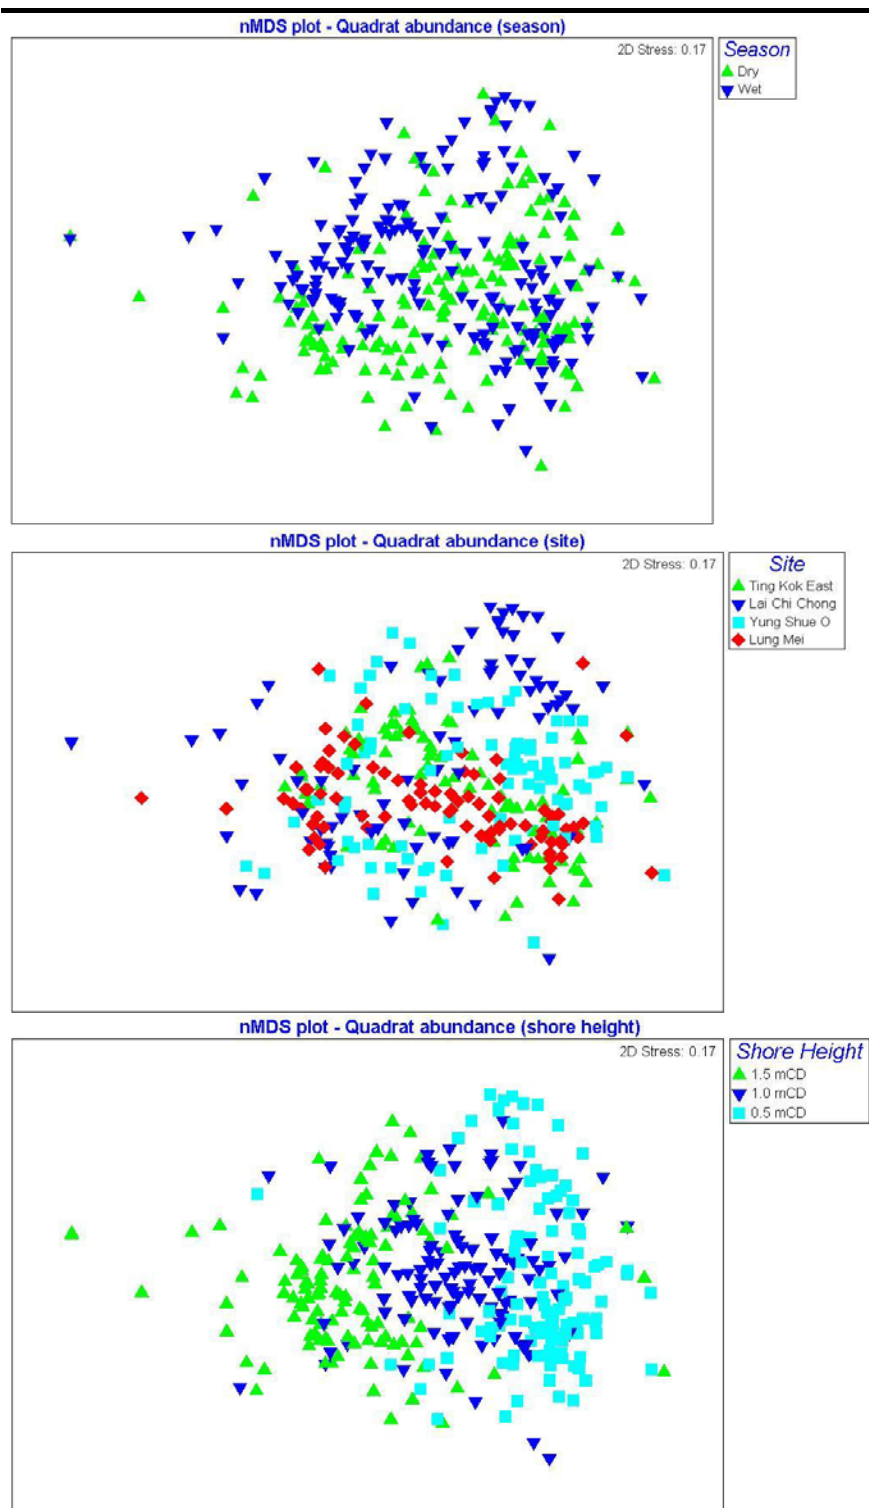 nMDS plot - Quadrat abundance (season)
2D Stress: 0.17
Season
Dry
Wet
nMDS plot - Quadrat abundance (site)
2D Stress: 0.17
Site
Ting Kok East
Lai Chi Chong
Yung Shue O
Lung Mei
nMDS plot - Quadrat abundance (shore height)
2D Stress: 0.17
Shore Height
1.5 mCD
1.0 mCD
0.5 mCD